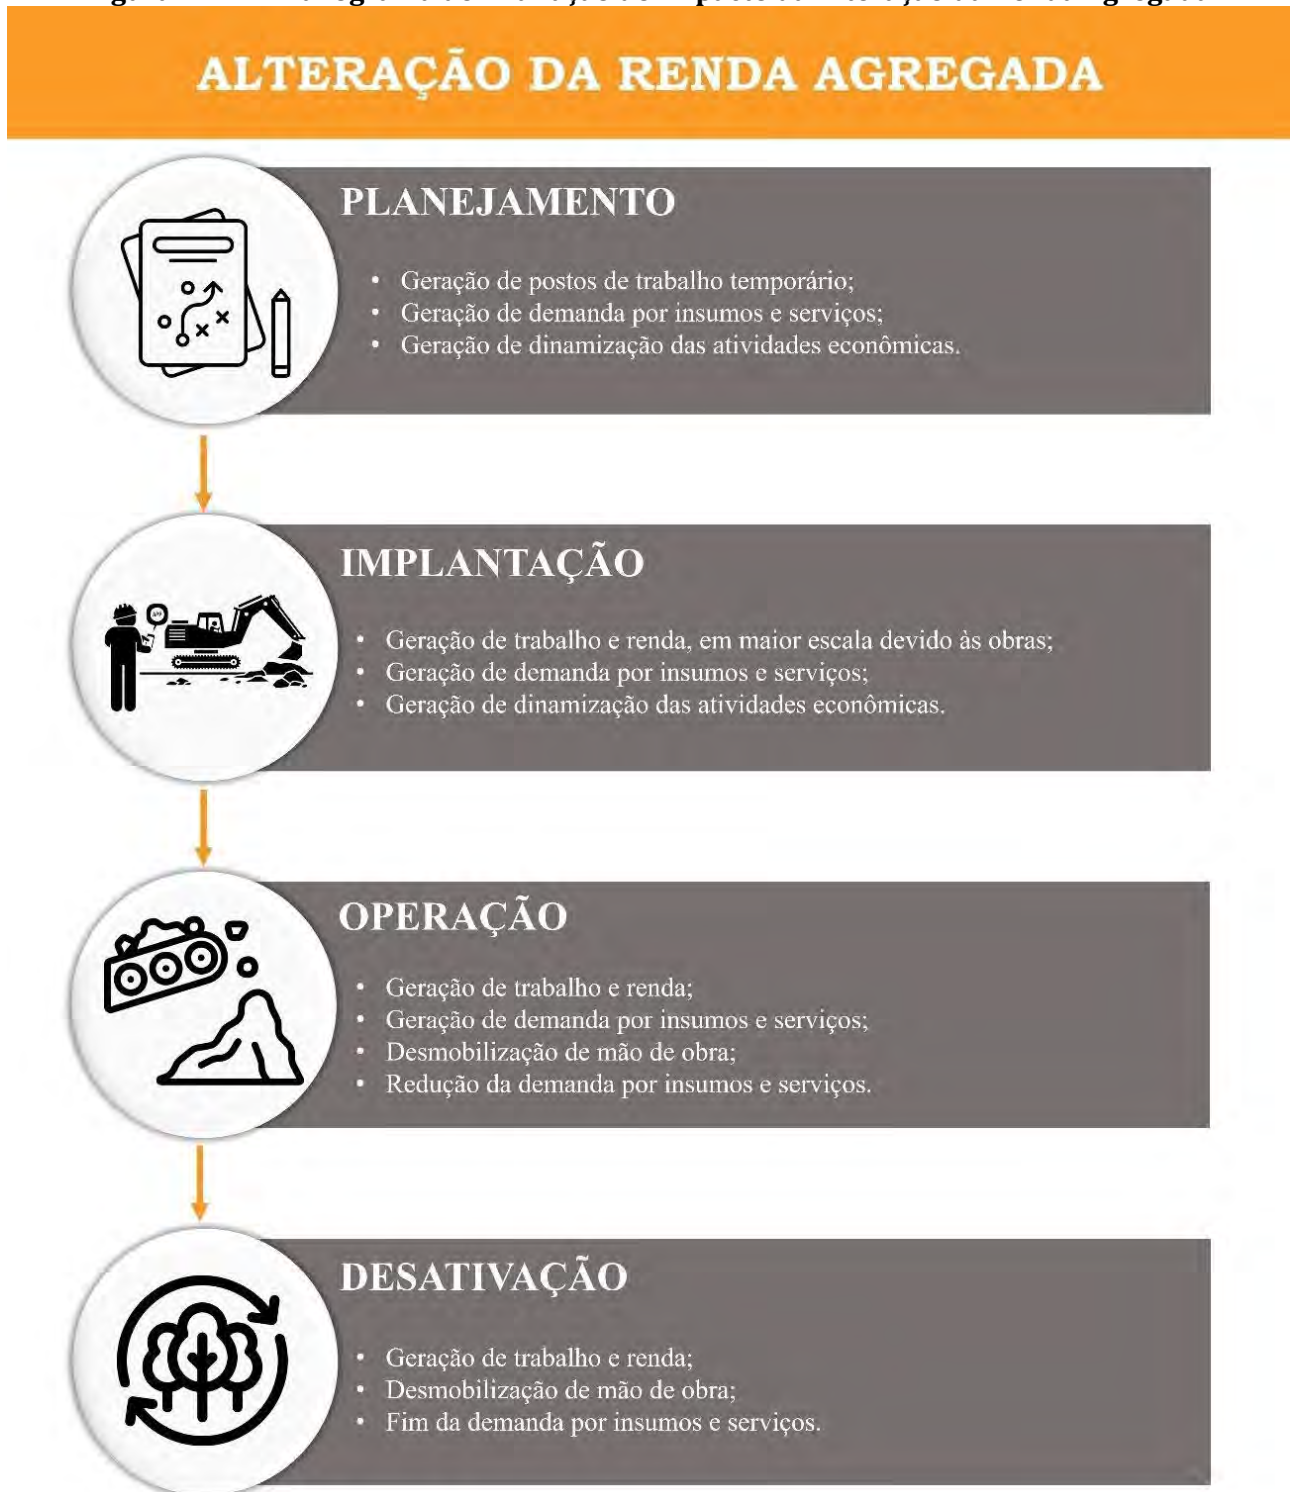 ALTERAÇÃO DA RENDA AGREGADA
PLANEJAMENTO
• Geração de postos de trabalho temporário;
• Geração de demanda por insumos e serviços;
• Geração de dinamização das atividades econômicas.
IMPLANTAÇÃO
• Geração de trabalho e renda, em maior escala devido às obras;
• Geração de demanda por insumos e serviços;
• Geração de dinamização das atividades econômicas.
OPERAÇÃO
• Geração de trabalho e renda;
• Geração de demanda por insumos e serviços;
• Desmobilização de mão de obra;
• Redução da demanda por insumos e serviços.
DESATIVAÇÃO
• Geração de trabalho e renda;
• Desmobilização de mão de obra;
• Fim da demanda por insumos e serviços.